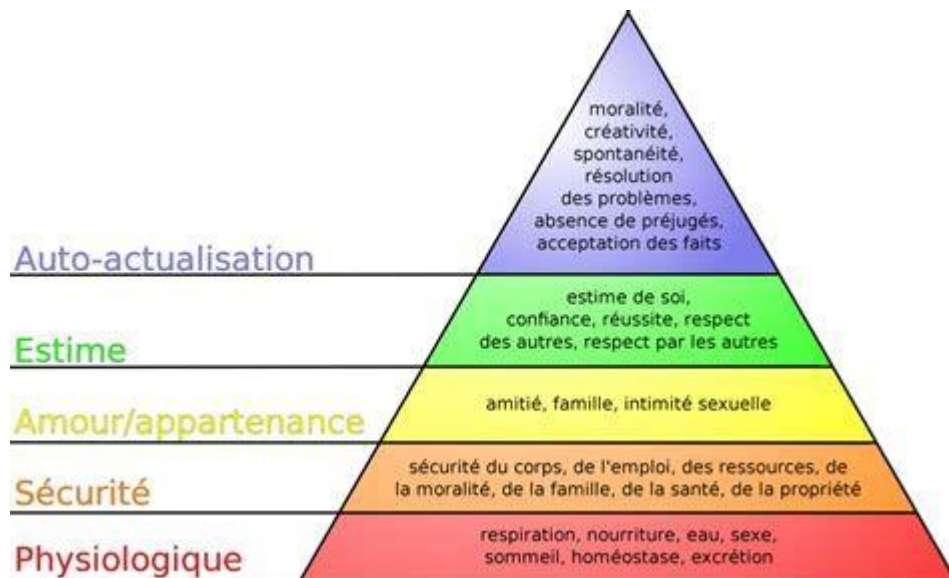 moralité,
créativité,
spontanéité,
résolution
des problèmes,
absence de préjugés,
acceptation des faits
Auto-actualisation
estime de soi,
confiance, réussite, respect
des autres, respect par les autres
Estime
amitié, famille, intimité sexuelle
Amour/appartenance
sécurité du corps, de l'emploi, des ressources, de
la moralité, de la famille, de la santé, de la propriété
Sécurité
respiration, nourriture, eau, sexe,
sommeil, homéostase, excrétion
Physiologique